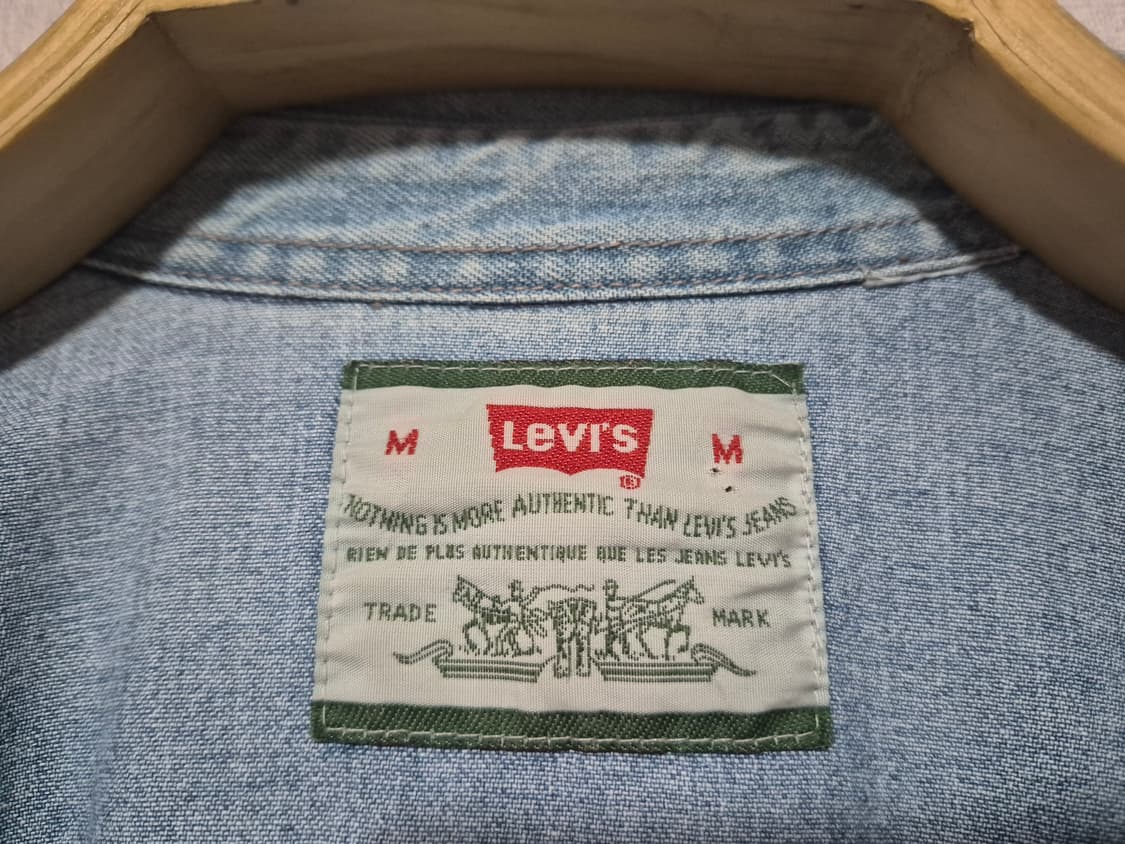 M LEVI'S M
®
NOTHING IS MORE AUTHENTIC THAN LEVI'S JEANS
RIEN DE PLUS AUTHENTIQUE QUE LES JEANS LEVI'S
TRADE MARK